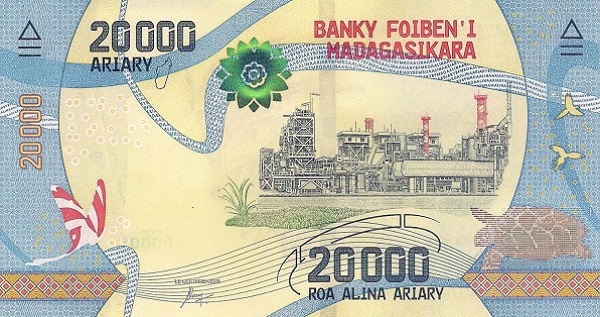 20000
ARIARY
BANKY FOIBEN'I
MADAGASIKARA
20000
LE GOUVERNEUR
20000
ROA ALINA ARIARY